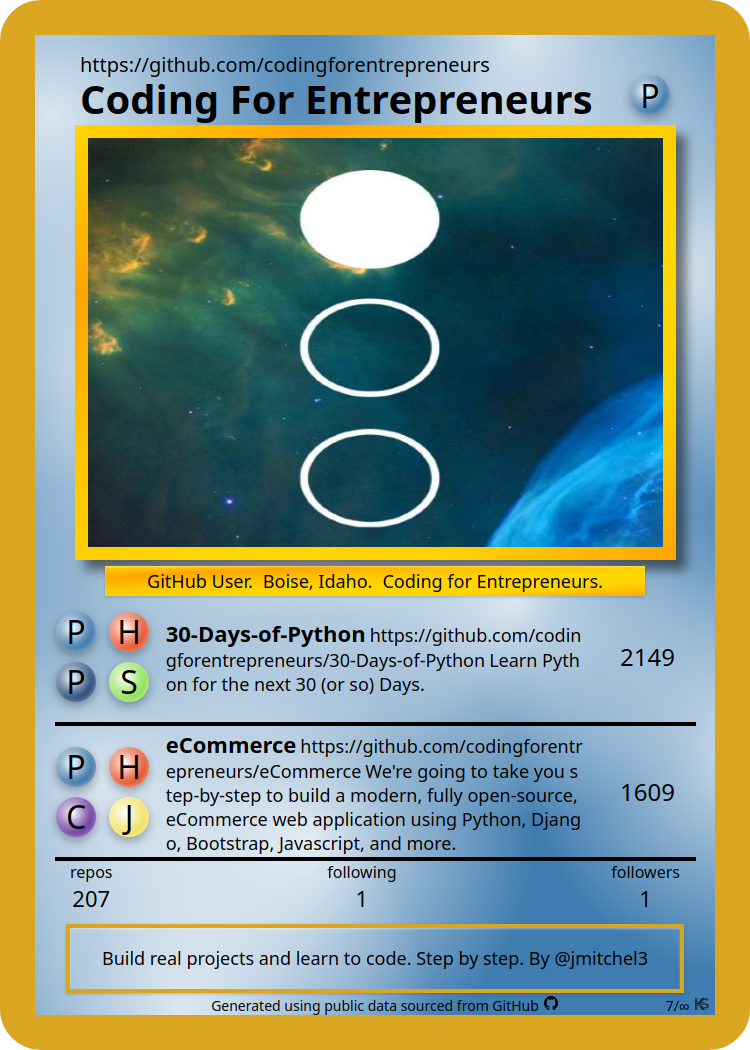 https://github.com/codingforentrepreneurs
Coding For Entrepreneurs P
GitHub User.  Boise, Idaho.  Coding for Entrepreneurs.
P H
P S
30-Days-of-Python https://github.com/codin
gforentrepreneurs/30-Days-of-Python Learn Pyth
on for the next 30 (or so) Days.
2149
P H
C J
eCommerce https://github.com/codingforentr
epreneurs/eCommerce We're going to take you s
tep-by-step to build a modern, fully open-source,
eCommerce web application using Python, Djang
o, Bootstrap, Javascript, and more.
1609
repos following followers
207 1 1
Build real projects and learn to code. Step by step. By @jmitchel3
Generated using public data sourced from GitHub 7/∞ KS